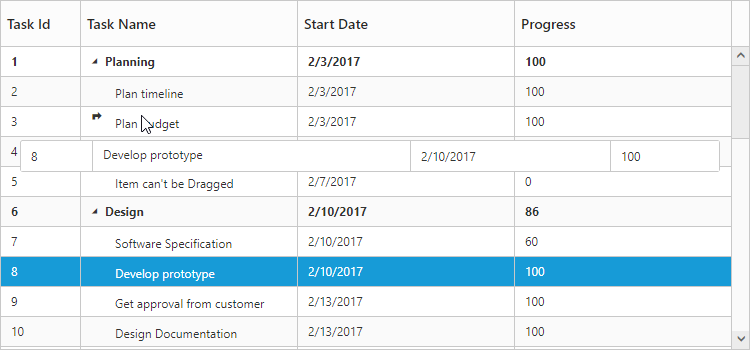 Task Id Task Name Start Date Progress
1 Planning 2/3/2017 100
2 Plan timeline 2/3/2017 100
3 Plan budget 2/3/2017 100
4
8 Develop prototype 2/10/2017 100
5 Item can't be Dragged 2/7/2017 0
6 Design 2/10/2017 86
7 Software Specification 2/10/2017 60
8 Develop prototype 2/10/2017 100
9 Get approval from customer 2/13/2017 100
10 Design Documentation 2/13/2017 100